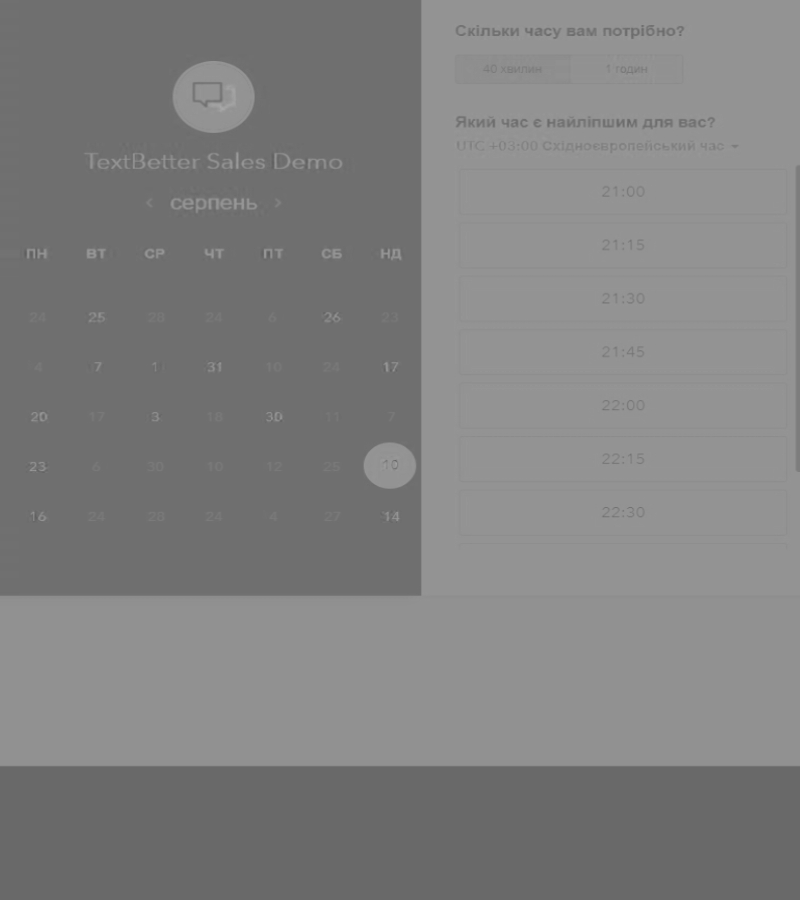 TextBetter Sales Demo
серпень
ПН ВТ СР ЧТ ПТ СБ НД
24 25 28 24 6 26 23
4 7 1 31 10 24 17
20 17 3 18 30 11 7
23 6 30 10 12 25 10
16 24 28 24 4 27 14
Скільки часу вам потрібно?
40 хвилин 1 годин
Який час є найліпшим для вас?
UTC +03:00 Східноєвропейський час
21:00
21:15
21:30
21:45
22:00
22:15
22:30